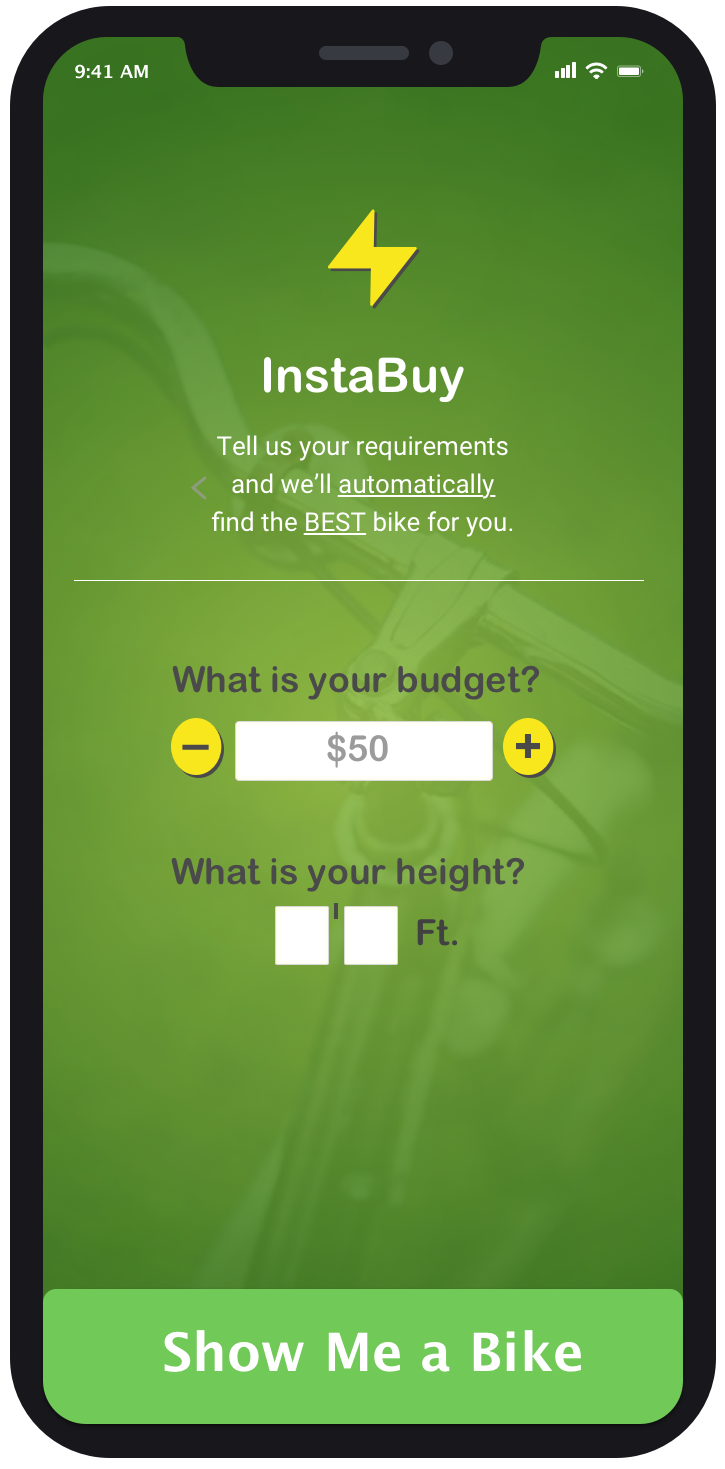 9:41 AM
InstaBuy
Tell us your requirements
and we’ll automatically
find the BEST bike for you.
What is your budget?
$50
What is your height?
' Ft.
Show Me a Bike